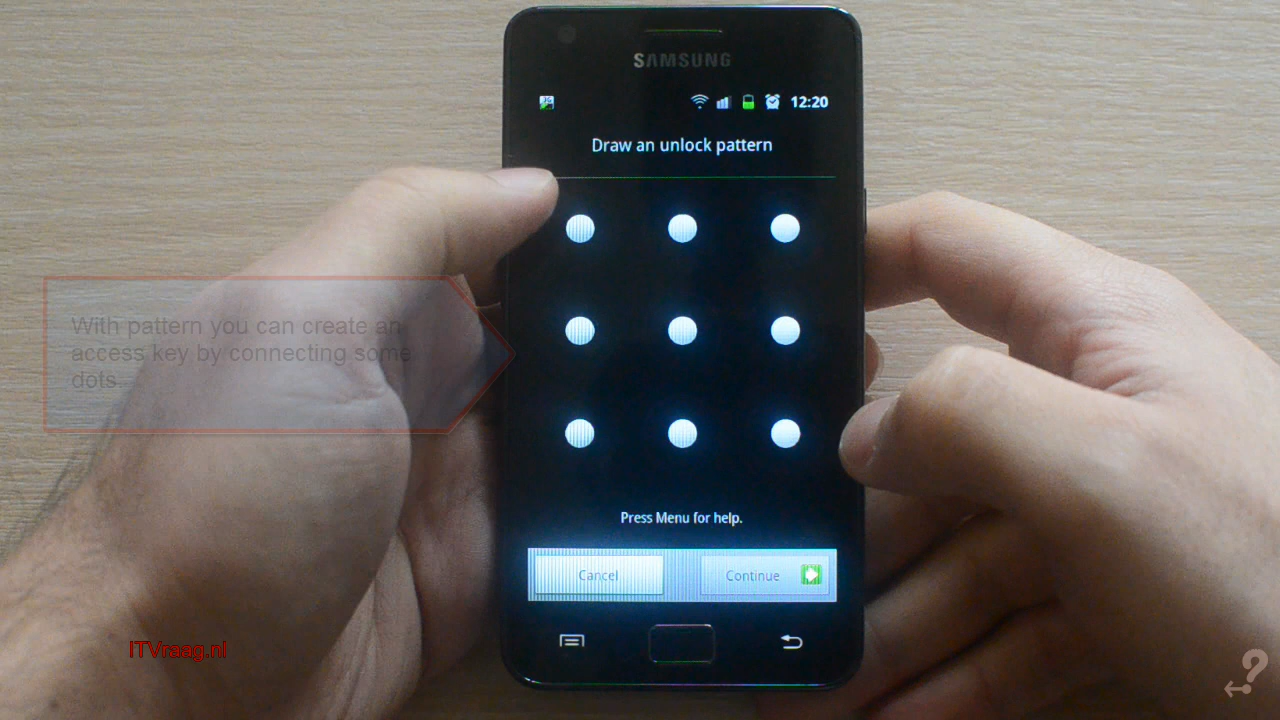 SAMSUNG
12:20
Draw an unlock pattern
With pattern you can create an
access key by connecting some
dots.
Press Menu for help.
Cancel
Continue
ITVraag.nl